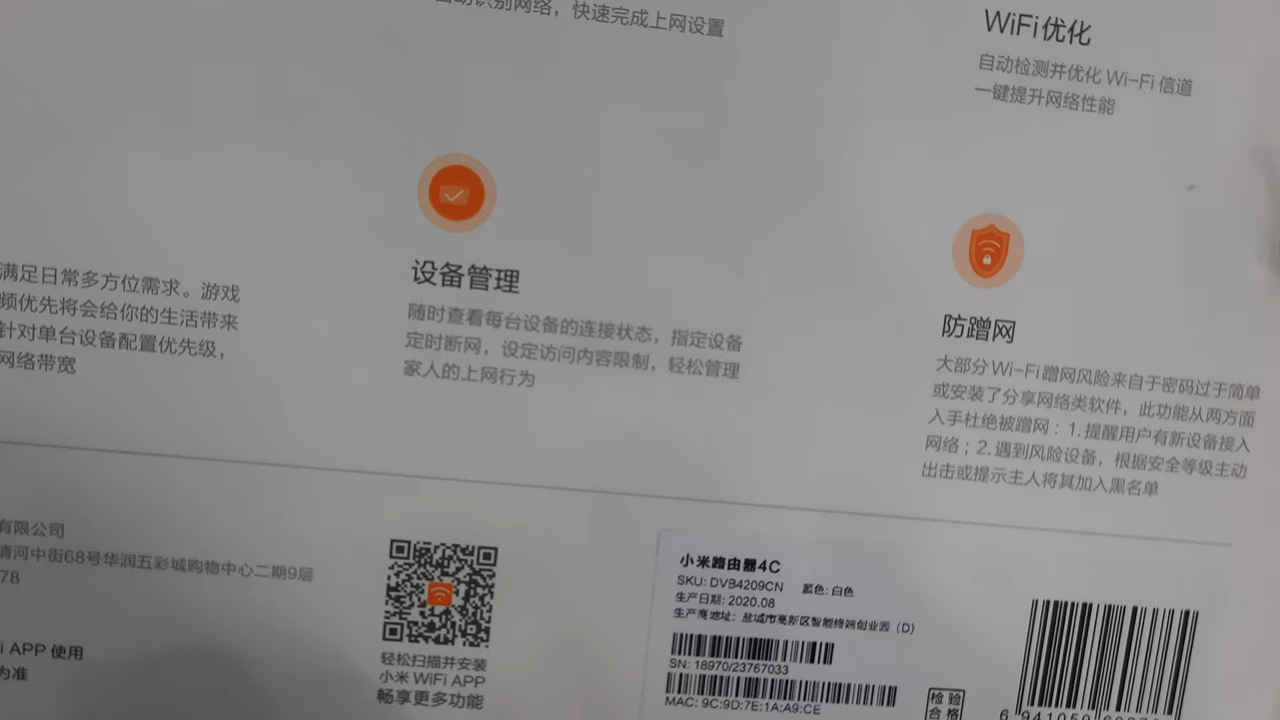 识别网络，快速完成上网设置
WiFi优化
自动检测并优化 Wi-Fi 信道
一键提升网络性能
满足日常多方位需求。游戏
频优先将会给你的生活带来
针对单台设备配置优先级，
网络带宽
设备管理
随时查看每台设备的连接状态，指定设备
定时断网，设定访问内容限制，轻松管理
家人的上网行为
防蹭网
大部分 Wi-Fi 蹭网风险来自于密码过于简单
或安装了分享网络类软件，此功能从两方面
入手杜绝被蹭网：1. 提醒用户有新设备接入
网络；2. 遇到风险设备，根据安全等级主动
出击或提示主人将其加入黑名单
有限公司
清河中街68号华润五彩城购物中心二期9层
78
i APP 使用
为准
轻松扫描并安装
小米 WiFi APP
畅享更多功能
小米路由器4C
SKU: DVB4209CN 颜色: 白色
生产日期: 2020.08
生产商地址: 盐城市高新区智能终端创业园（D）
SN: 18970/23767033
MAC: 9C:9D:7E:1A:A9:CE
检验
合格